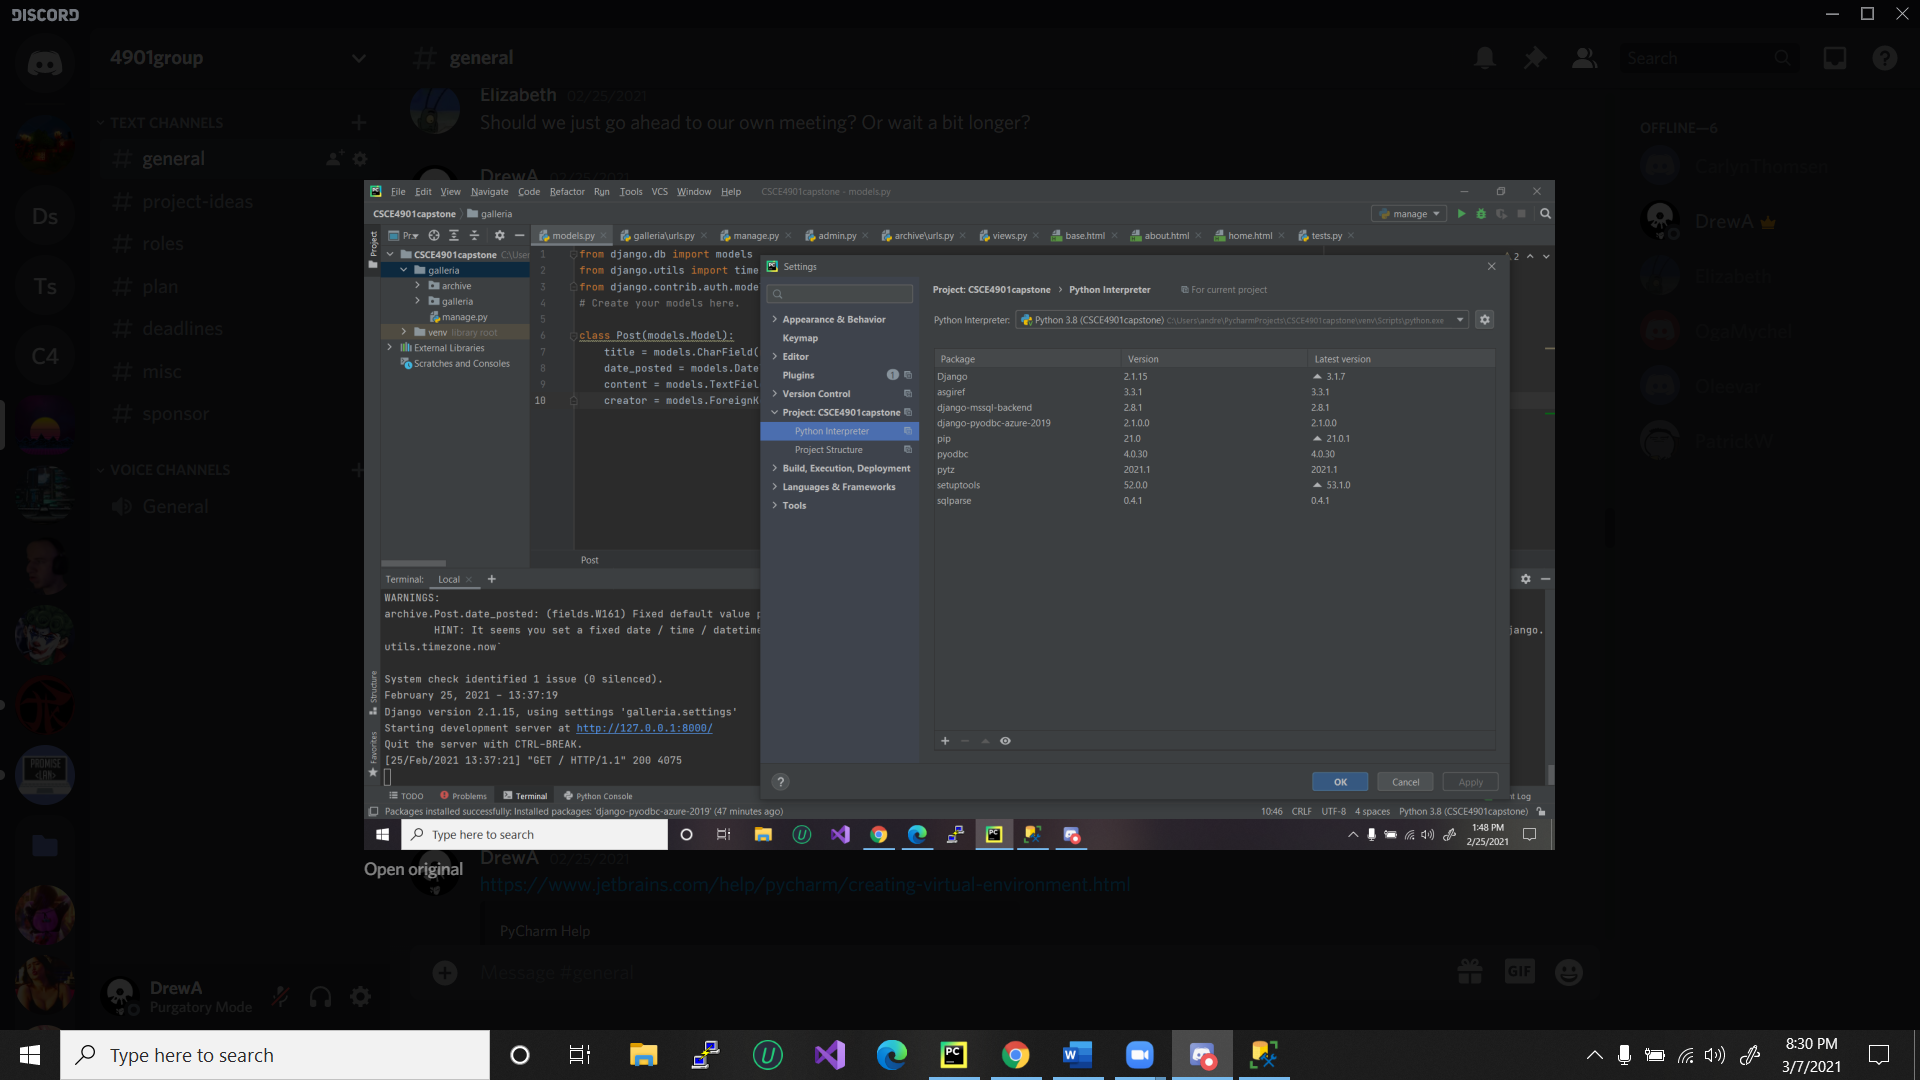 DISCORD
4901group
# general
Search
Elizabeth 02/25/2021
Should we just go ahead to our own meeting? Or wait a bit longer?
DrewA 02/25/2021
TEXT CHANNELS
# general
# project-ideas
# roles
# plan
# deadlines
# misc
# sponsor
VOICE CHANNELS
General
Ds
Ts
C4
PROMISE
<LAN>
OFFLINE—6
CarlynThomsen
DrewA
Elizabeth
OgaMychel
Oleevar
PatrickW
File Edit View Navigate Code Refactor Run Tools VCS Window Help CSCE4901capstone - models.py
CSCE4901capstone galleria
manage
Project
Pr..
models.py galleria\urls.py manage.py admin.py archive\urls.py views.py base.html about.html home.html tests.py
CSCE4901capstone C:\User
galleria
archive
galleria
manage.py
venv library root
External Libraries
Scratches and Consoles
1 from django.db import models
2 from django.utils import time
3 from django.contrib.auth.mode
4 # Create your models here.
5
6 class Post(models.Model):
7 title = models.CharField(
8 date_posted = models.Date
9 content = models.TextFiel
10 creator = models.ForeignK
2
Post
Settings
Appearance & Behavior
Keymap
Editor
Plugins 1
Version Control
Project: CSCE4901capstone
Python Interpreter
Project Structure
Build, Execution, Deployment
Languages & Frameworks
Tools
Project: CSCE4901capstone › Python Interpreter For current project
Python Interpreter: Python 3.8 (CSCE4901capstone) C:\Users\andre\PycharmProjects\CSCE4901capstone\venv\Scripts\python.exe
Package Version Latest version
Django 2.1.15 3.1.7
asgiref 3.3.1 3.3.1
django-mssql-backend 2.8.1 2.8.1
django-pyodbc-azure-2019 2.1.0.0 2.1.0.0
pip 21.0 21.0.1
pyodbc 4.0.30 4.0.30
pytz 2021.1 2021.1
setuptools 52.0.0 53.1.0
sqlparse 0.4.1 0.4.1
?
OK Cancel Apply
Terminal: Local +
WARNINGS:
archive.Post.date_posted: (fields.W161) Fixed default value p
HINT: It seems you set a fixed date / time / datetime jango.
utils.timezone.now`
System check identified 1 issue (0 silenced).
February 25, 2021 - 13:37:19
Django version 2.1.15, using settings 'galleria.settings'
Starting development server at http://127.0.0.1:8000/
Quit the server with CTRL-BREAK.
[25/Feb/2021 13:37:21] "GET / HTTP/1.1" 200 4075
Structure
Favorites
TODO Problems Terminal Python Console t Log
Packages installed successfully: Installed packages: 'django-pyodbc-azure-2019' (47 minutes ago) 10:46 CRLF UTF-8 4 spaces Python 3.8 (CSCE4901capstone)
Type here to search
1:48 PM
2/25/2021
Open original
DrewA 02/25/2021
https://www.jetbrains.com/help/pycharm/creating-virtual-environment.html
PyCharm Help
Message #general
GIF
DrewA
Purgatory Mode
Type here to search
8:30 PM
3/7/2021